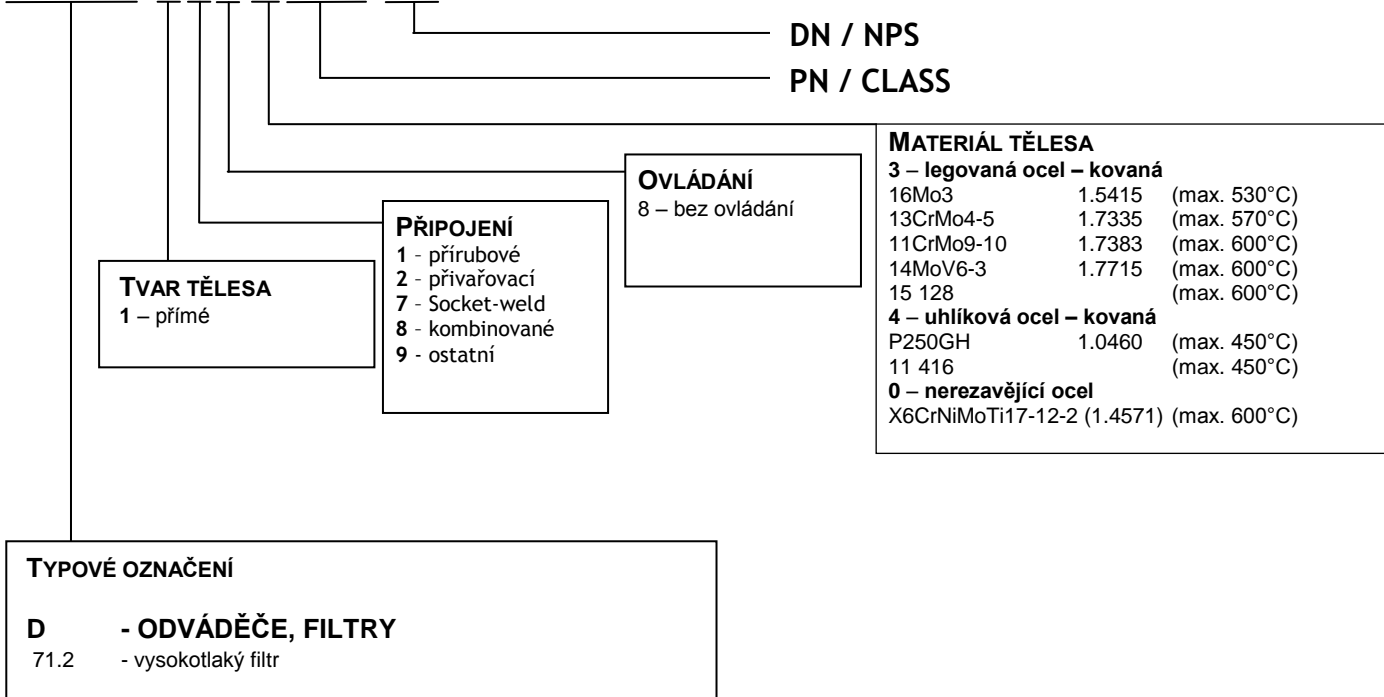 DN / NPS
PN / CLASS
MATERIÁL TĚLESA
3 – legovaná ocel – kovaná
16Mo3 1.5415 (max. 530°C)
13CrMo4-5 1.7335 (max. 570°C)
11CrMo9-10 1.7383 (max. 600°C)
14MoV6-3 1.7715 (max. 600°C)
15 128 (max. 600°C)
4 – uhlíková ocel – kovaná
P250GH 1.0460 (max. 450°C)
11 416 (max. 450°C)
0 – nerezavějící ocel
X6CrNiMoTi17-12-2 (1.4571) (max. 600°C)
OVLÁDÁNÍ
8 – bez ovládání
PŘIPOJENÍ
1 - přírubové
2 - přivařovací
7 - Socket-weld
8 - kombinované
9 - ostatní
TVAR TĚLESA
1 – přímé
TYPOVÉ OZNAČENÍ
D - ODVÁDĚČE, FILTRY
71.2 - vysokotlaký filtr